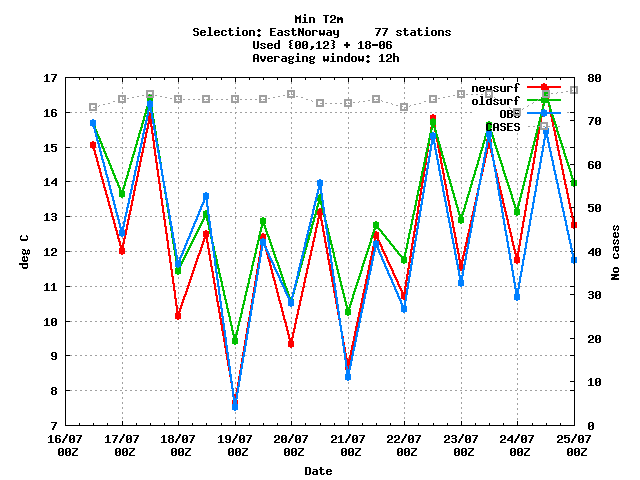 Min T2m
Selection: EastNorway 77 stations
Used {00,12} + 18-06
Averaging window: 12h
17
16
15
14
13
12
11
10
9
8
7
deg C
80
70
60
50
40
30
20
10
0
No cases
newsurf
oldsurf
OBS
CASES
16/07 17/07 18/07 19/07 20/07 21/07 22/07 23/07 24/07 25/07
00Z 00Z 00Z 00Z 00Z 00Z 00Z 00Z 00Z 00Z
Date